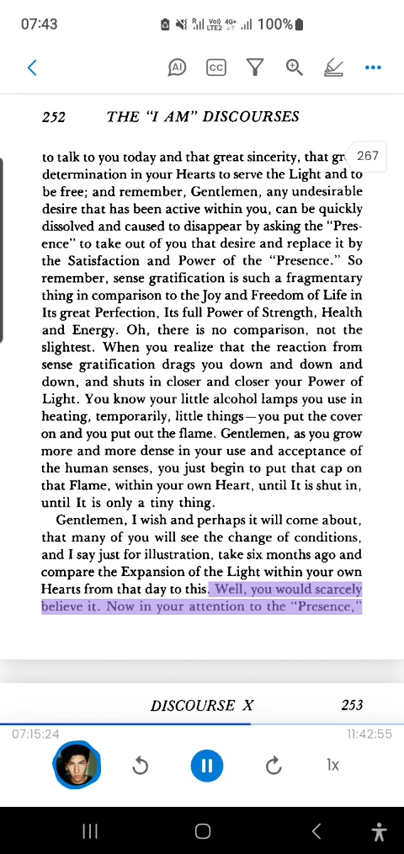 07:43
4G+ 100%
AI
CC
252 THE "I AM" DISCOURSES
267
to talk to you today and that great sincerity, that gr
determination in your Hearts to serve the Light and to
be free; and remember, Gentlemen, any undesirable
desire that has been active within you, can be quickly
dissolved and caused to disappear by asking the "Pres-
ence" to take out of you that desire and replace it by
the Satisfaction and Power of the "Presence." So
remember, sense gratification is such a fragmentary
thing in comparison to the Joy and Freedom of Life in
Its great Perfection, Its full Power of Strength, Health
and Energy. Oh, there is no comparison, not the
slightest. When you realize that the reaction from
sense gratification drags you down and down and
down, and shuts in closer and closer your Power of
Light. You know your little alcohol lamps you use in
heating, temporarily, little things—you put the cover
on and you put out the flame. Gentlemen, as you grow
more and more dense in your use and acceptance of
the human senses, you just begin to put that cap on
that Flame, within your own Heart, until It is shut in,
until It is only a tiny thing.
Gentlemen, I wish and perhaps it will come about,
that many of you will see the change of conditions,
and I say just for illustration, take six months ago and
compare the Expansion of the Light within your own
Hearts from that day to this. Well, you would scarcely
believe it. Now in your attention to the "Presence,"
DISCOURSE X 253
07:15:24 11:42:55
1x